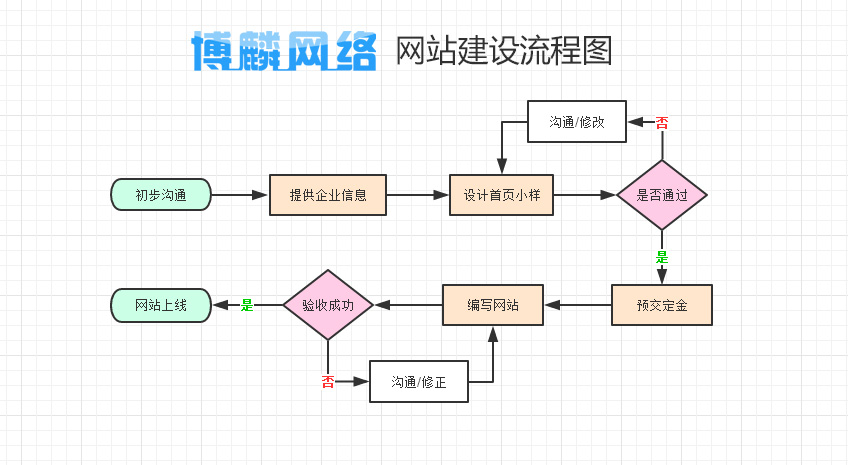 博麟网络 网站建设流程图
沟通/修改
否
初步沟通
提供企业信息
设计首页小样
是否通过
是
网站上线
是
验收成功
编写网站
预交定金
否
沟通/修正